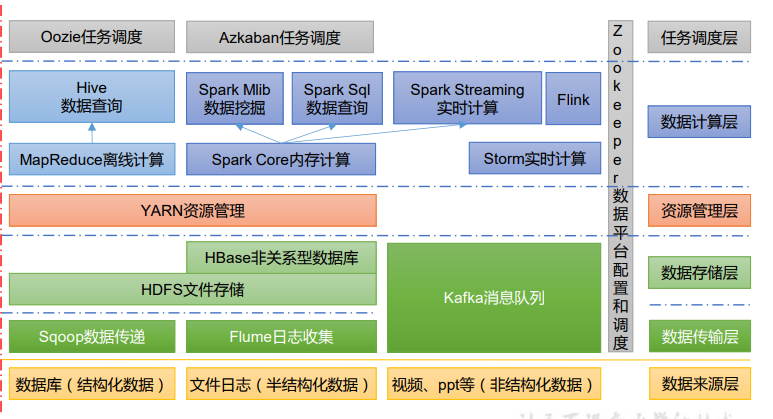 Oozie任务调度
Azkaban任务调度
任务调度层
Hive
数据查询
Spark Mlib
数据挖掘
Spark Sql
数据查询
Spark Streaming
实时计算
Flink
数据计算层
MapReduce离线计算
Spark Core内存计算
Storm实时计算
YARN资源管理
资源管理层
HBase非关系型数据库
HDFS文件存储
Kafka消息队列
数据存储层
Sqoop数据传递
Flume日志收集
数据传输层
Zookeeper数据平台配置和调度
数据库（结构化数据）
文件日志（半结构化数据）
视频、ppt等（非结构化数据）
数据来源层